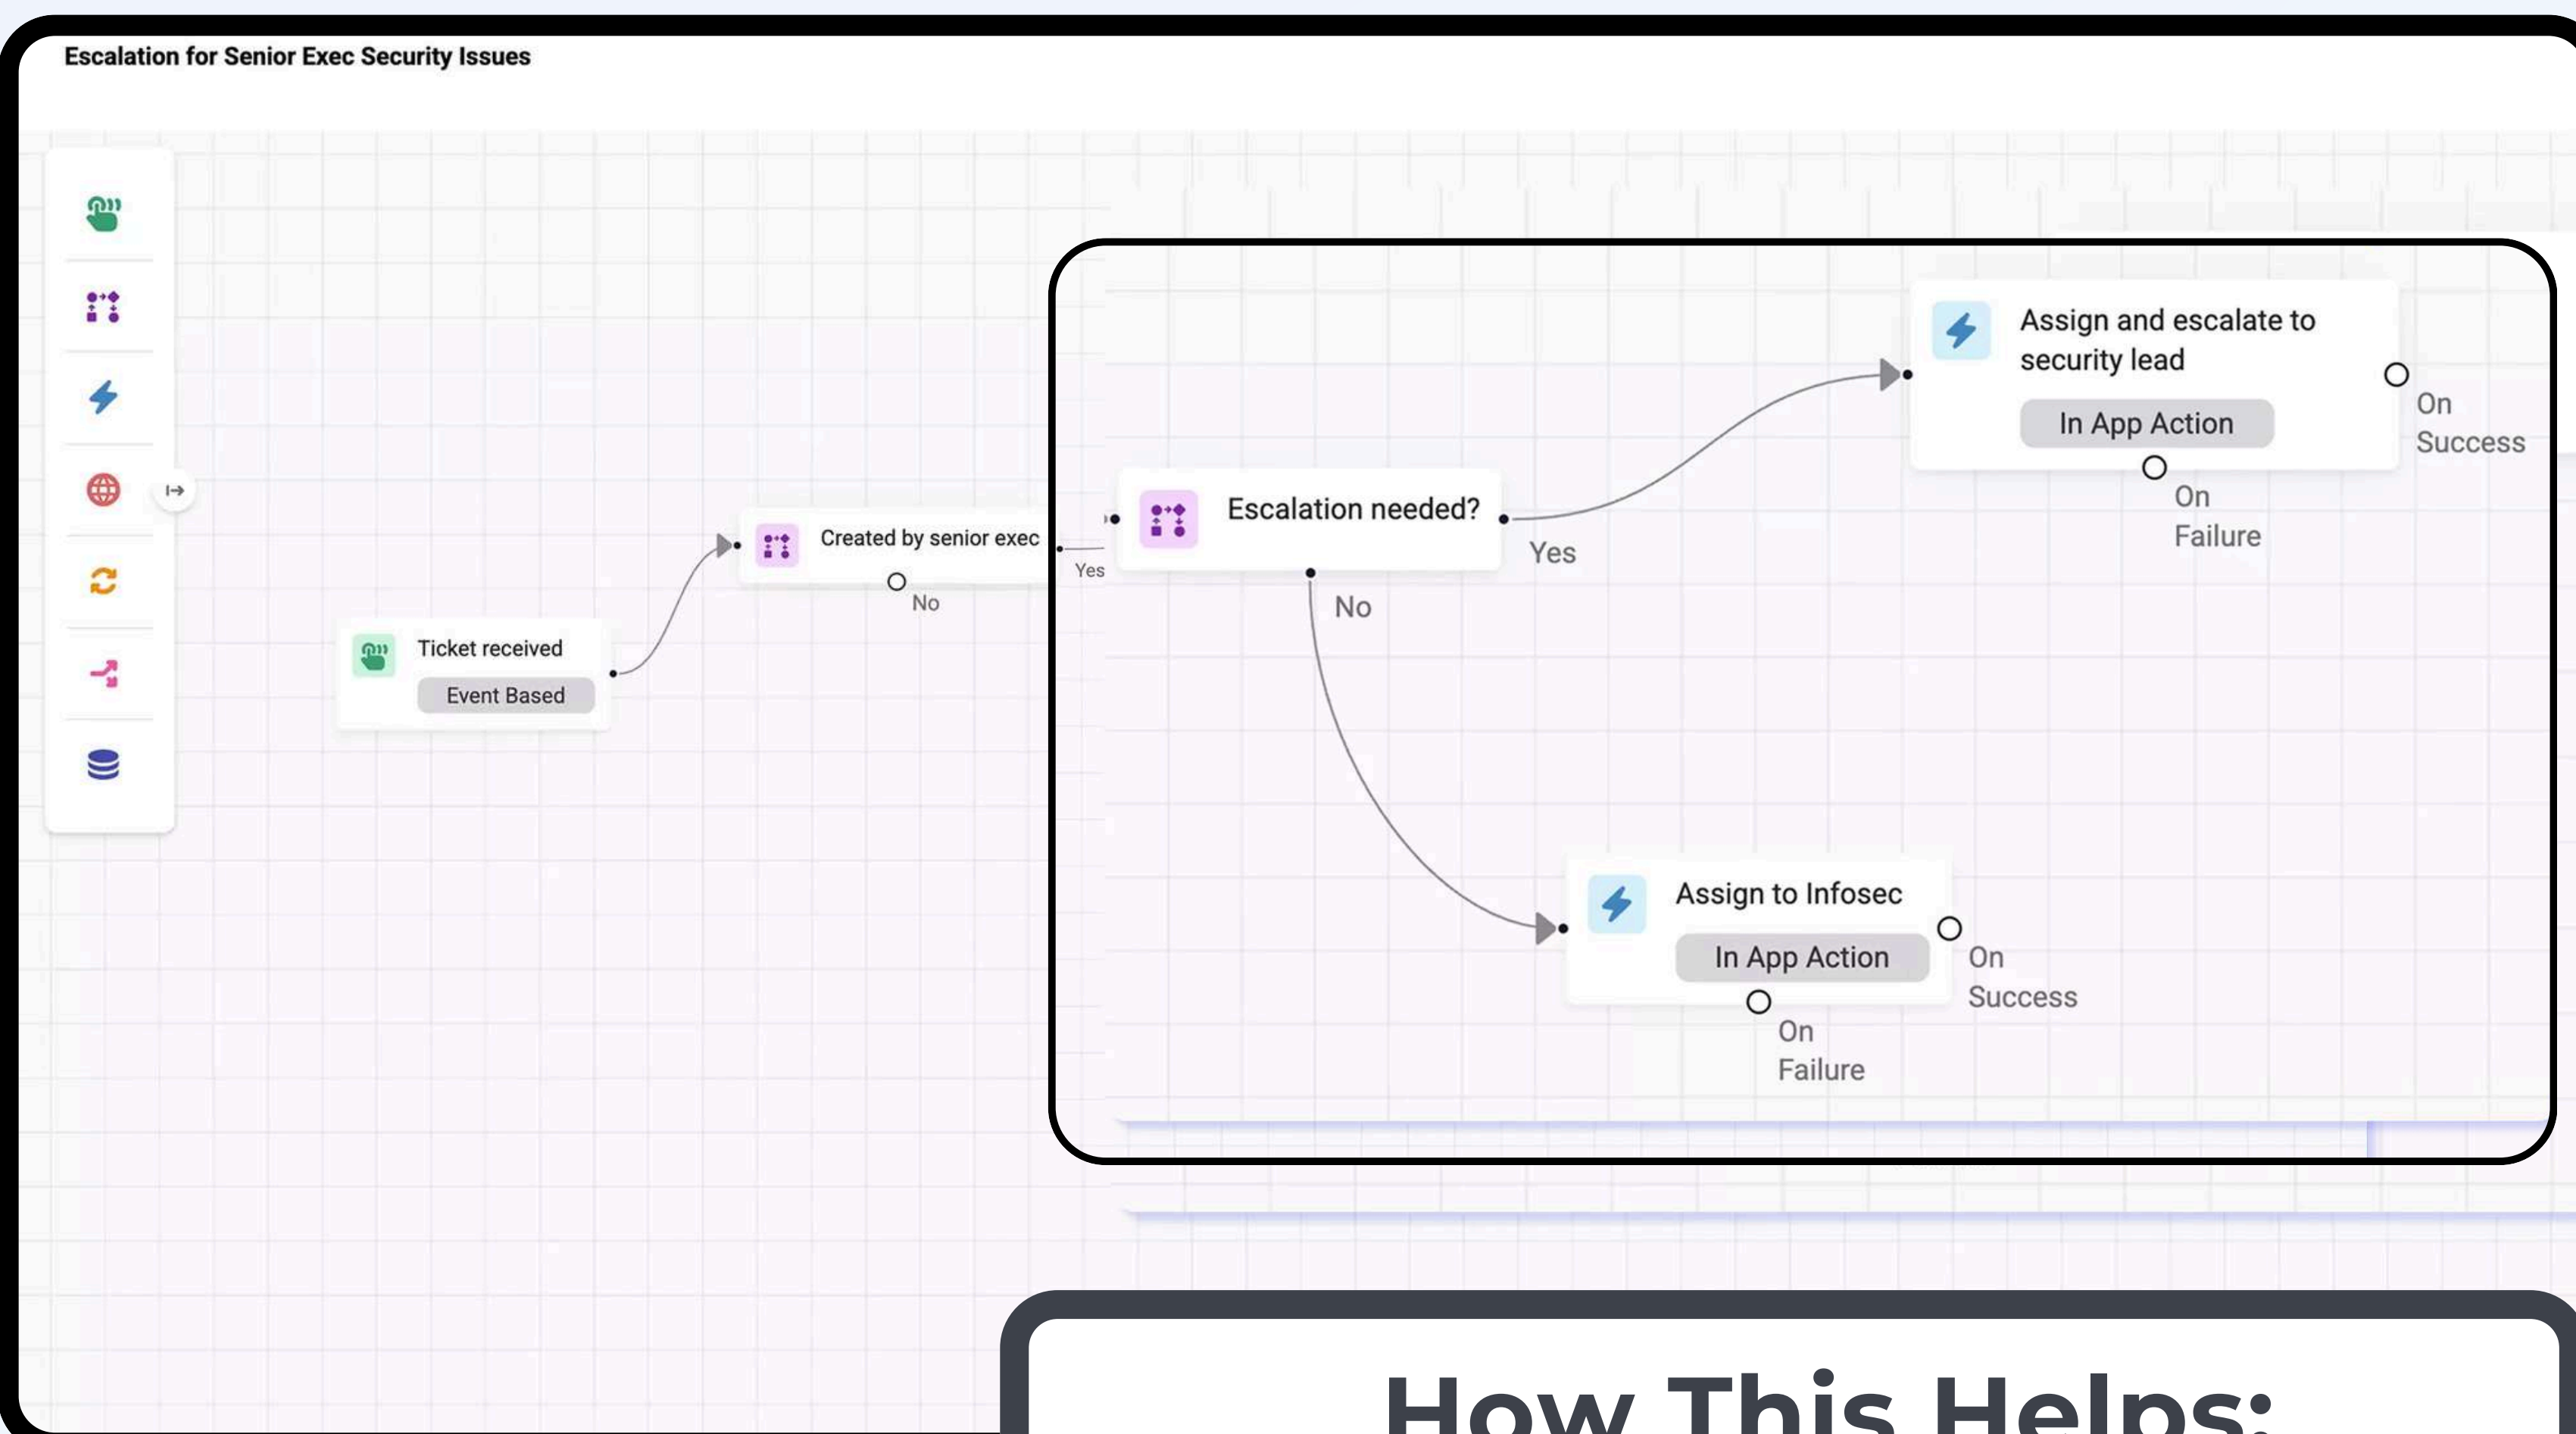 Escalation for Senior Exec Security Issues
Ticket received
Event Based
Created by senior exec
No
Yes
Escalation needed?
Yes
No
Assign and escalate to
security lead
In App Action
On
Success
On
Failure
Assign to Infosec
In App Action
On
Success
On
Failure
How This Helps: